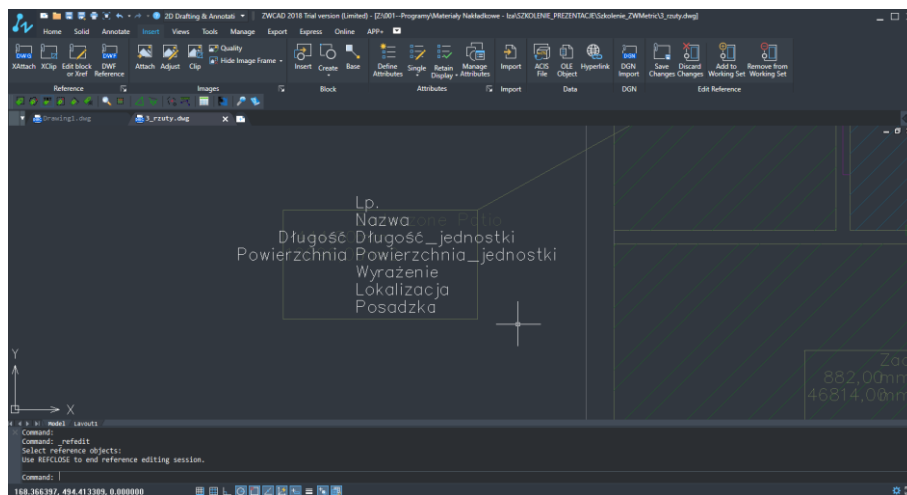 2D Drafting & Annotati
ZWCAD 2018 Trial version (Limited) - [Z:\001--Programy\Materiały Nakładkowe - Iza\SZKOLENIE_PREZENTACJE\Szkolenie_ZWMetric\3_rzuty.dwg]
Home Solid Annotate Insert Views Tools Manage Export Express Online APP+
XAttach XClip Edit block or Xref DWF Reference
Attach Adjust Clip Quality Hide Image Frame
Insert Create Base
Define Attributes Single Retain Display Manage Attributes
Import ACIS File OLE Object Hyperlink DGN Import
Save Changes Discard Changes Add to Working Set Remove from Working Set
Reference Images Block Attributes Import Data DGN Edit Reference
Drawing1.dwg 3_rzuty.dwg
Lp.
Nazwa
Długość Długość_jednostki
Powierzchnia Powierzchnia_jednostki
Wyrażenie
Lokalizacja
Posadzka
Zad
882,00mm
46814,00mm
Y
X
Model Layout1
Command:
Command: _refedit
Select reference objects:
Use REFCLOSE to end reference editing session.
Command:
168.366397, 494.413309, 0.000000